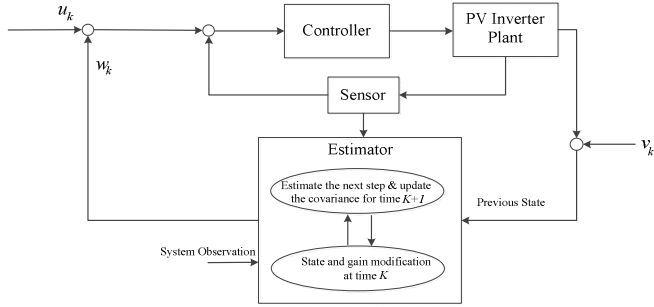 u_k
PV Inverter
Plant
Controller
w_k
Sensor
v_k
Estimator
Estimate the next step & update
the covariance for time K+1
Previous State
System Observation
State and gain modification
at time K